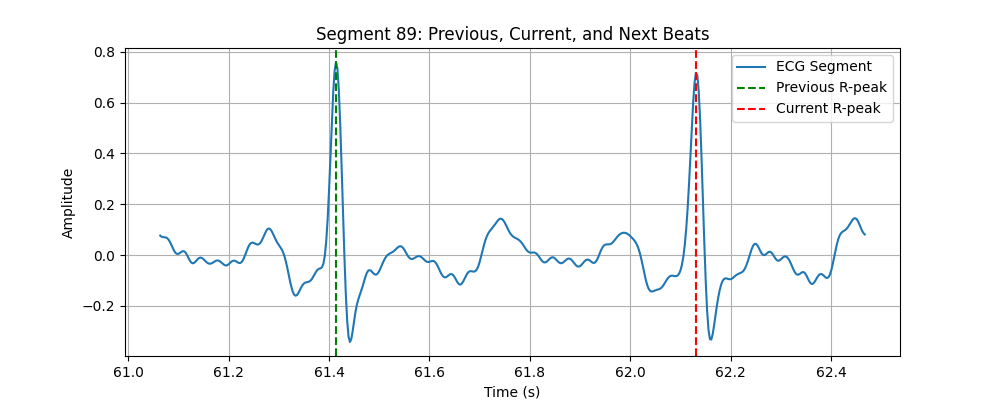 Segment 89: Previous, Current, and Next Beats
ECG Segment
Previous R-peak
Current R-peak
Amplitude
0.8
0.6
0.4
0.2
0.0
−0.2
61.0 61.2 61.4 61.6 61.8 62.0 62.2 62.4
Time (s)